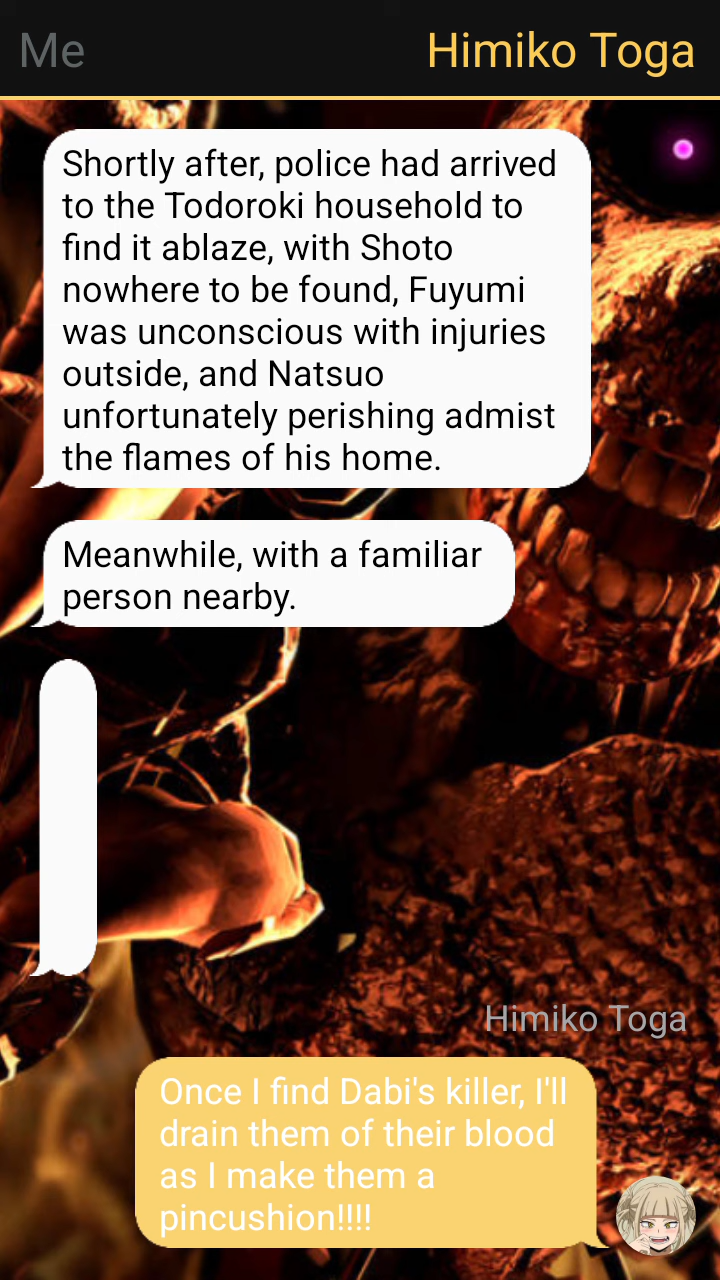 Me
Himiko Toga
Shortly after, police had arrived
to the Todoroki household to
find it ablaze, with Shoto
nowhere to be found, Fuyumi
was unconscious with injuries
outside, and Natsuo
unfortunately perishing admist
the flames of his home.
Meanwhile, with a familiar
person nearby.
Himiko Toga
Once I find Dabi's killer, I'll
drain them of their blood
as I make them a
pincushion!!!!